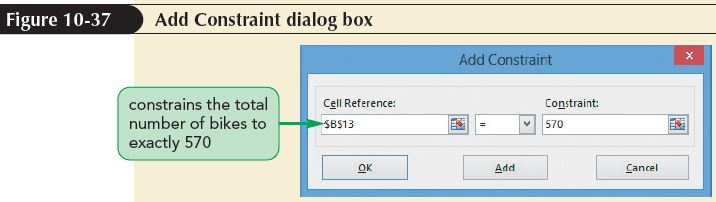 Figure 10-37 Add Constraint dialog box
Add Constraint
x
constrains the total
number of bikes to
exactly 570
Cell Reference: Constraint:
$B$13 = 570
OK Add Cancel